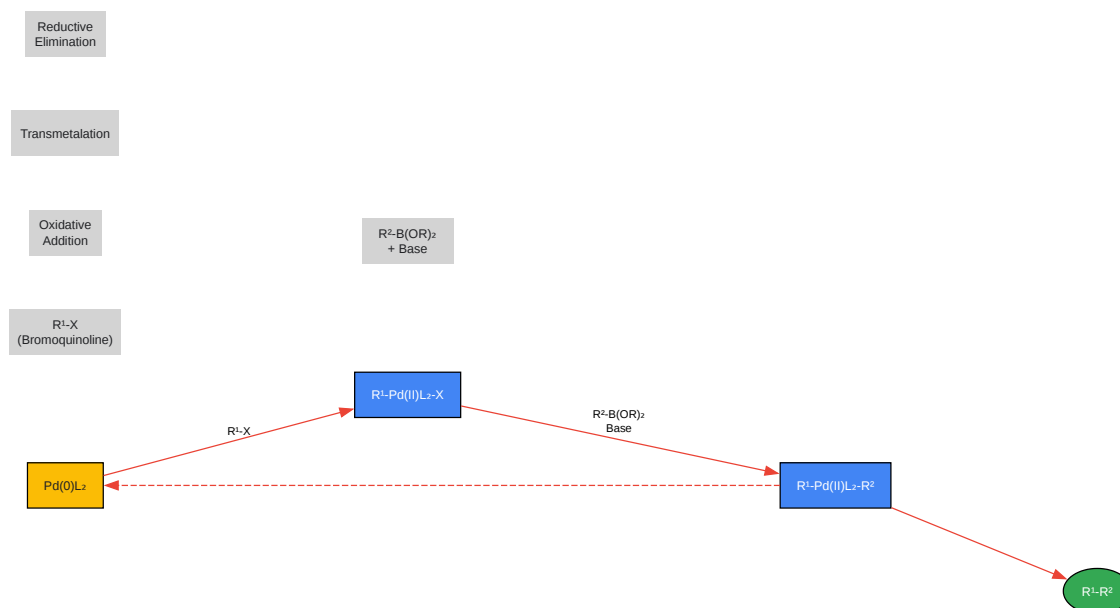 Reductive
Elimination
Transmetalation
Oxidative
Addition
R²-B(OR)₂
+ Base
R¹-X
(Bromoquinoline)
R¹-Pd(II)L₂-X
R²-B(OR)₂
Base
R¹-X
Pd(0)L₂
R¹-Pd(II)L₂-R²
R¹-R²